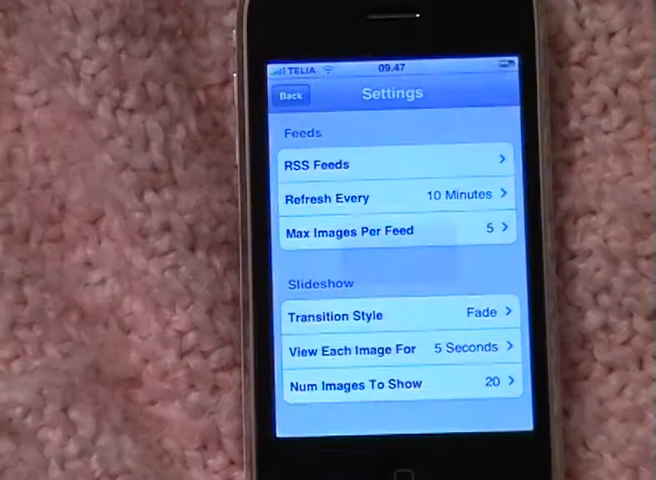 TELIA 09.47
Back Settings
Feeds
RSS Feeds
Refresh Every 10 Minutes
Max Images Per Feed 5
Slideshow
Transition Style Fade
View Each Image For 5 Seconds
Num Images To Show 20